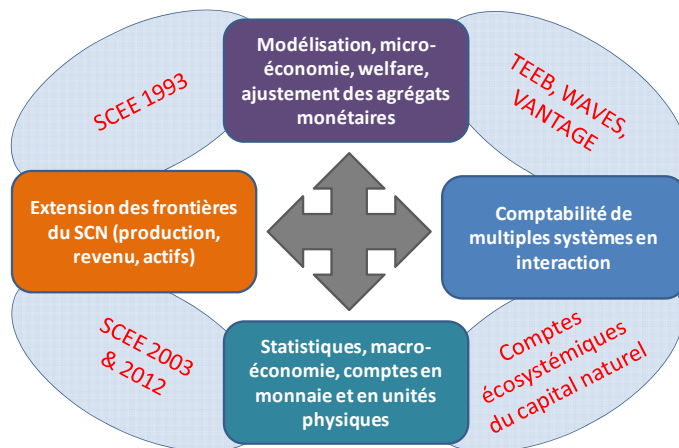 Modélisation, micro-
économie, welfare,
ajustement des agrégats
monétaires
SCEE 1993
TEEB, WAVES,
VANTAGE
Extension des frontières
du SCN (production,
revenu, actifs)
Comptabilité de
multiples systèmes en
interaction
SCEE 2003
& 2012
Statistiques, macro-
économie, comptes en
monnaie et en unités
physiques
Comptes
écosystémiques
du capital naturel